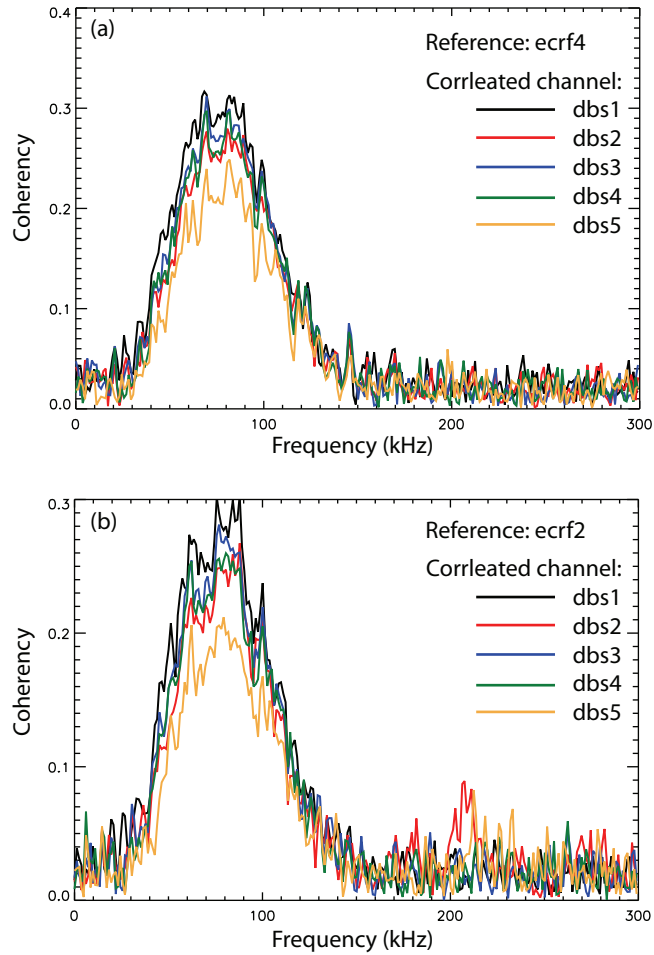 (a)
Reference: ecrf4
Corrleated channel:
dbs1
dbs2
dbs3
dbs4
dbs5
Coherency
0.4
0.3
0.2
0.1
0.0
0
100
200
300
Frequency (kHz)
(b)
Reference: ecrf2
Corrleated channel:
dbs1
dbs2
dbs3
dbs4
dbs5
Coherency
0.3
0.2
0.1
0.0
0
100
200
300
Frequency (kHz)